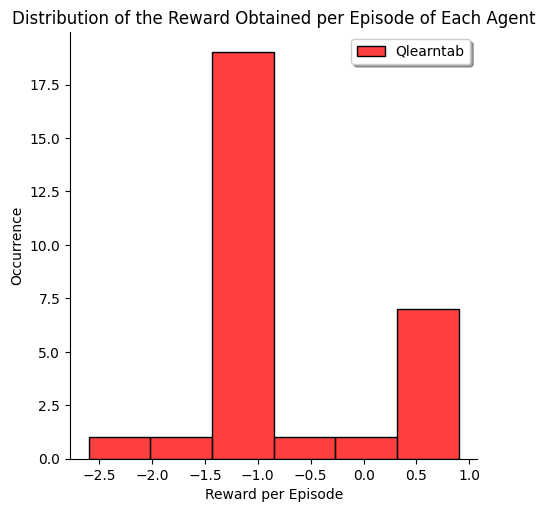 Distribution of the Reward Obtained per Episode of Each Agent
Qlearntab
17.5
15.0
12.5
10.0
7.5
5.0
2.5
0.0
Occurrence
−2.5 −2.0 −1.5 −1.0 −0.5 0.0 0.5 1.0
Reward per Episode